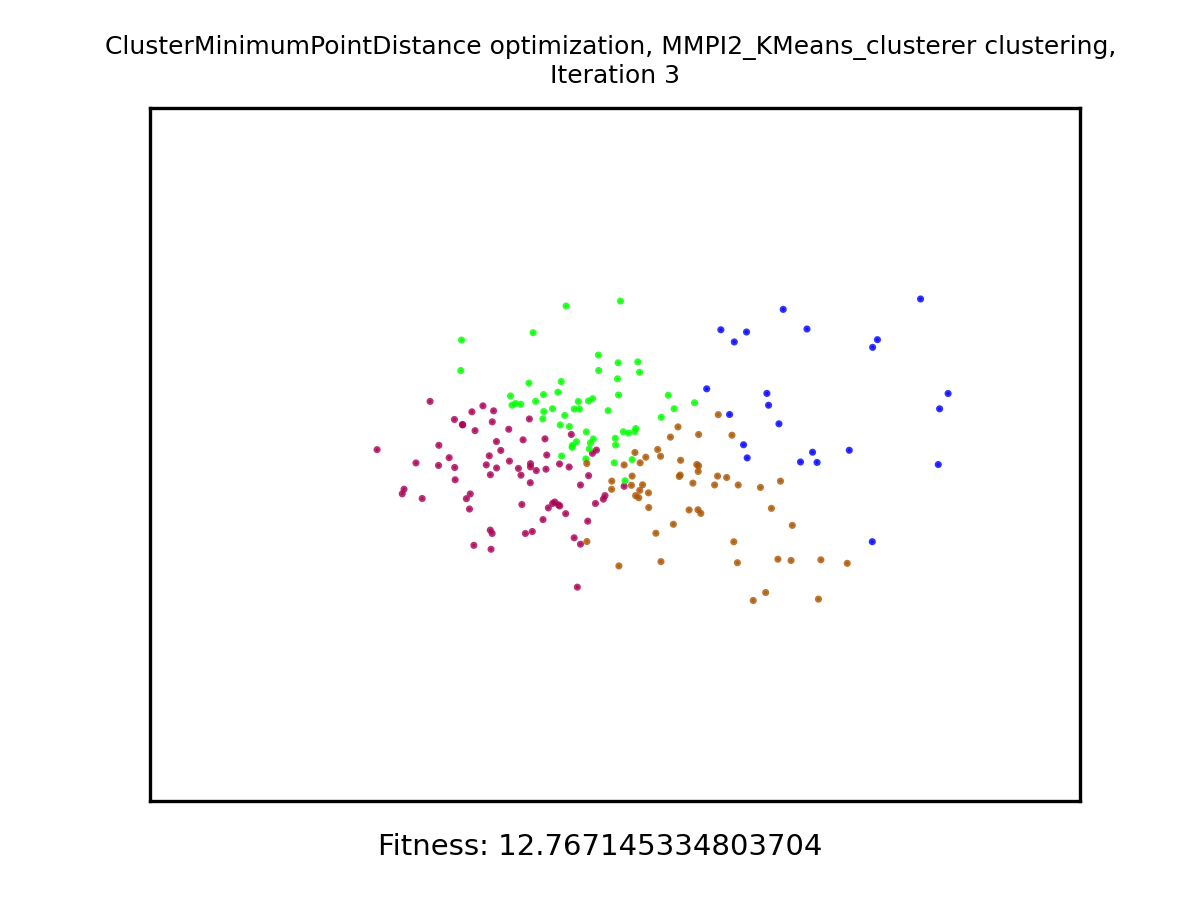 ClusterMinimumPointDistance optimization, MMPI2_KMeans_clusterer clustering,
Iteration 3
Fitness: 12.767145334803704